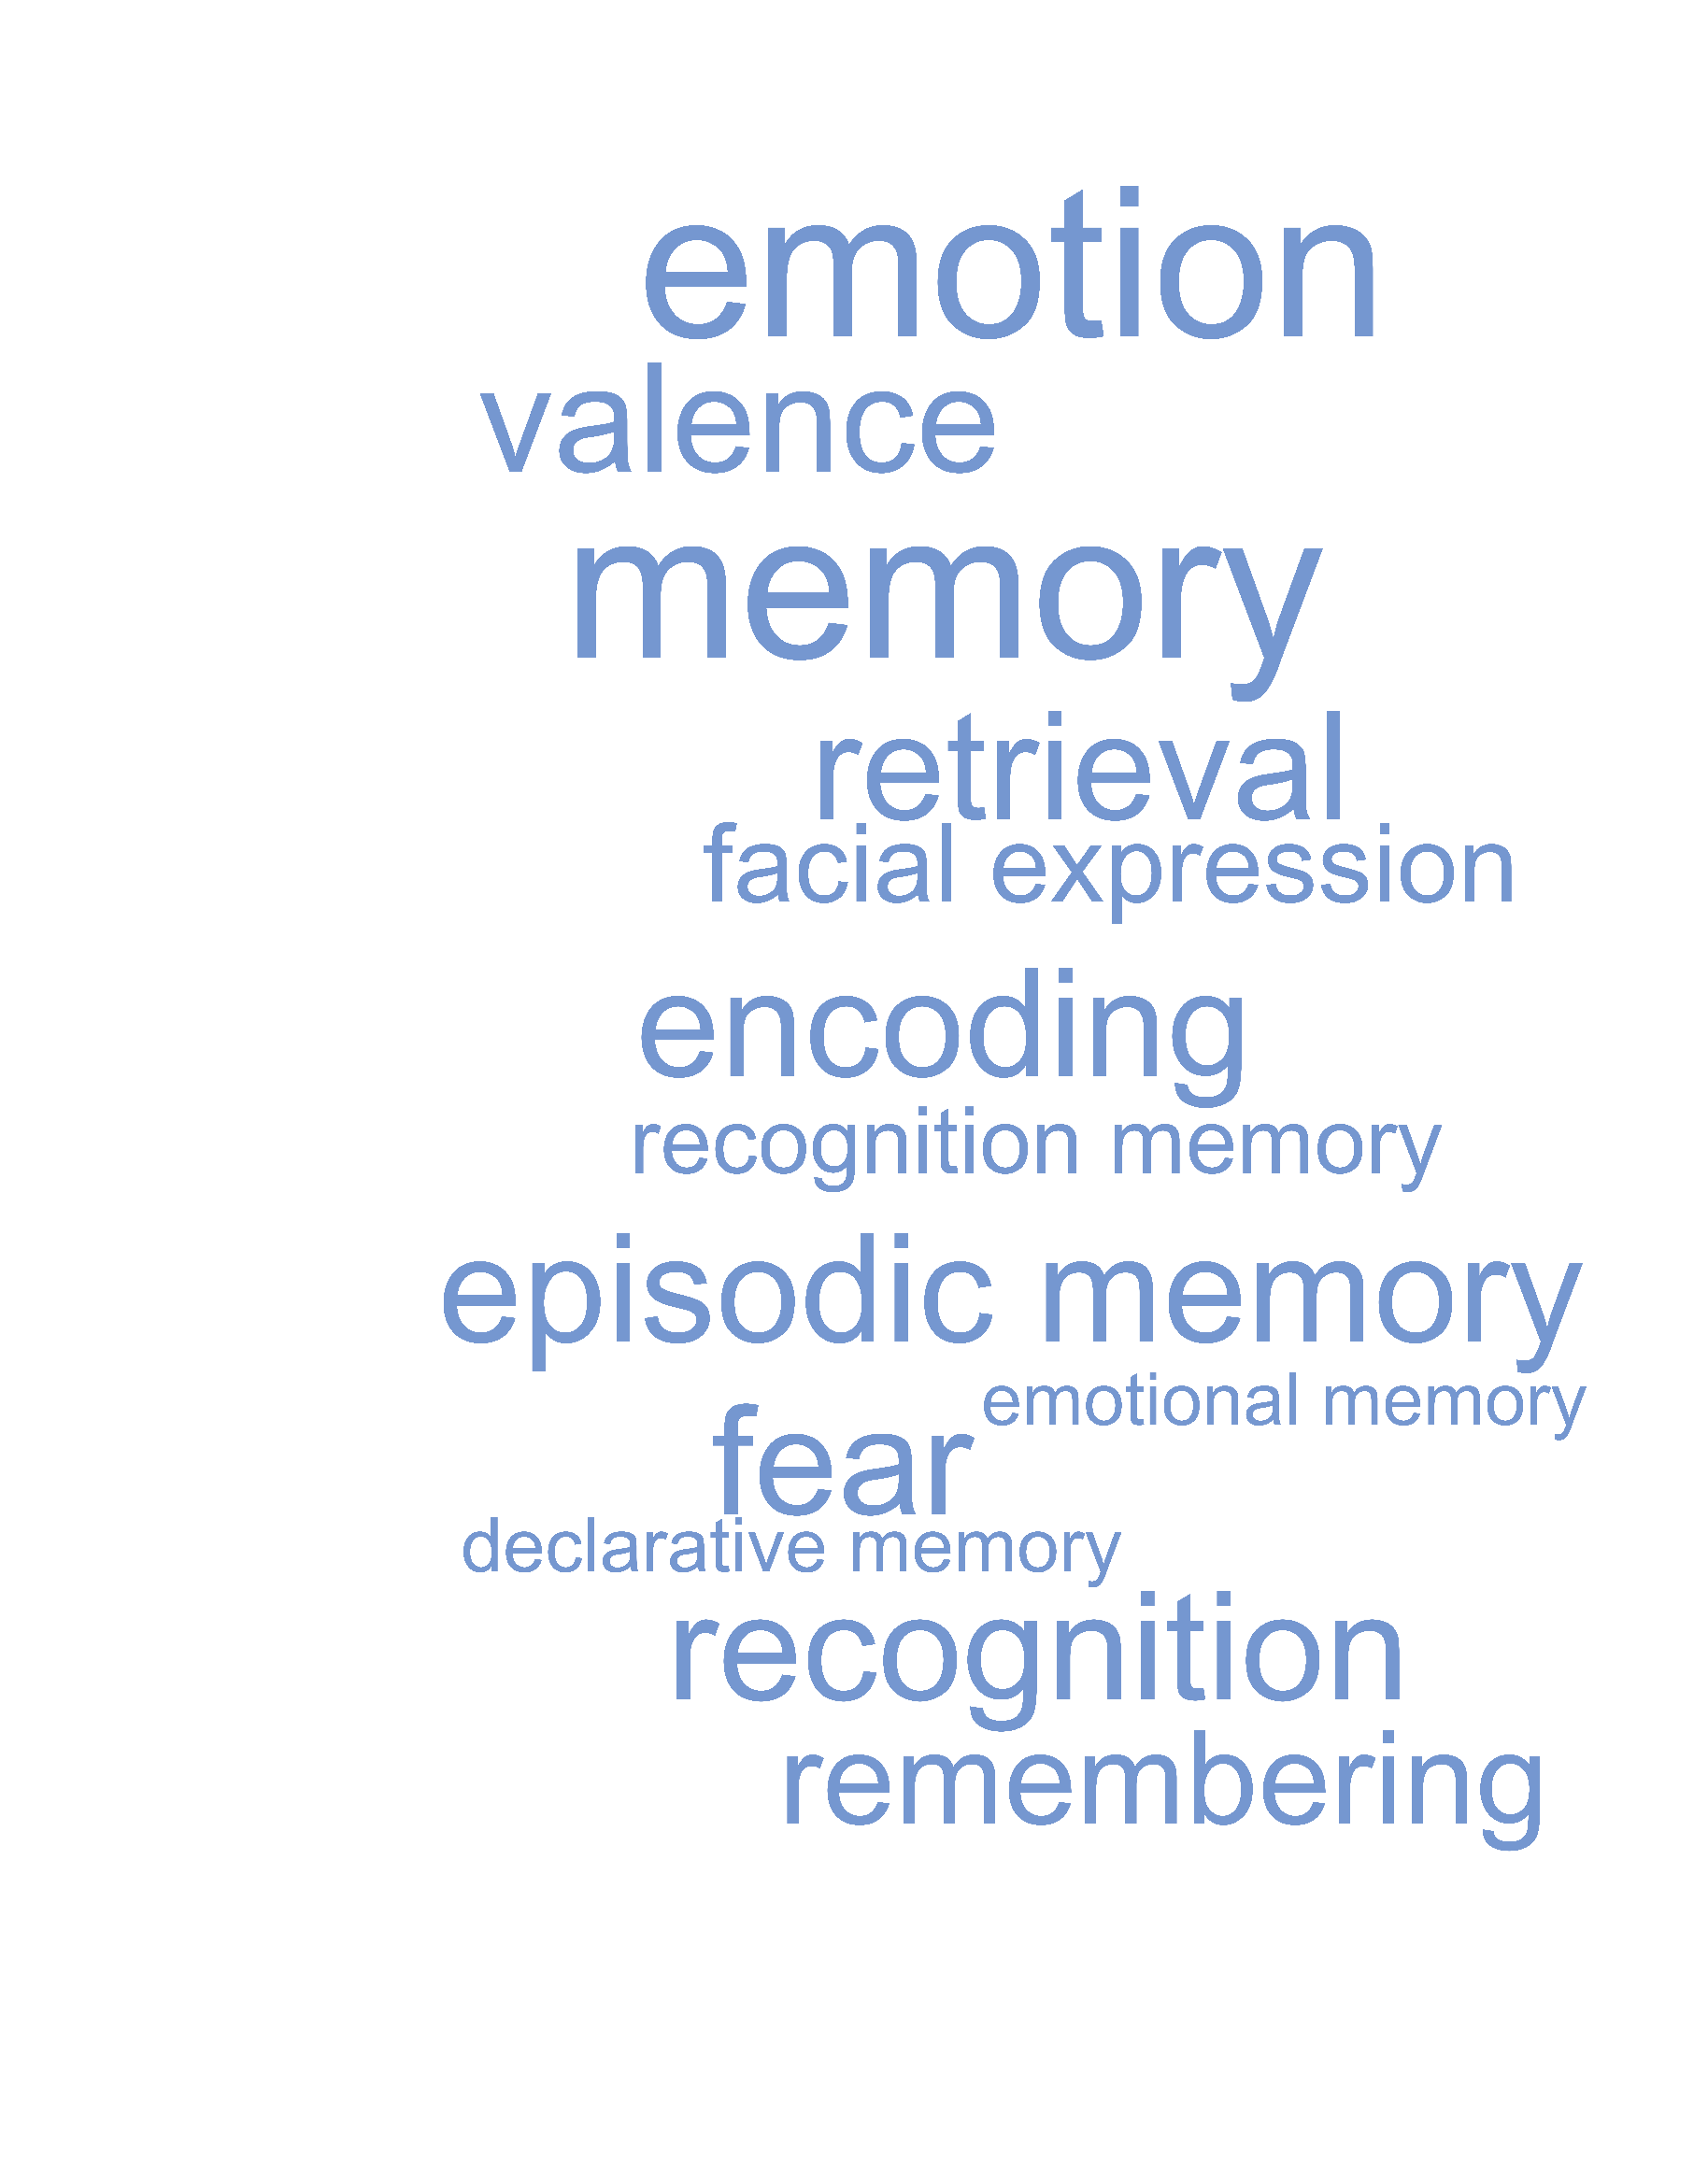 emotion
valence
memory
retrieval
facial expression
encoding
recognition memory
episodic memory
emotional memory
fear
declarative memory
recognition
remembering